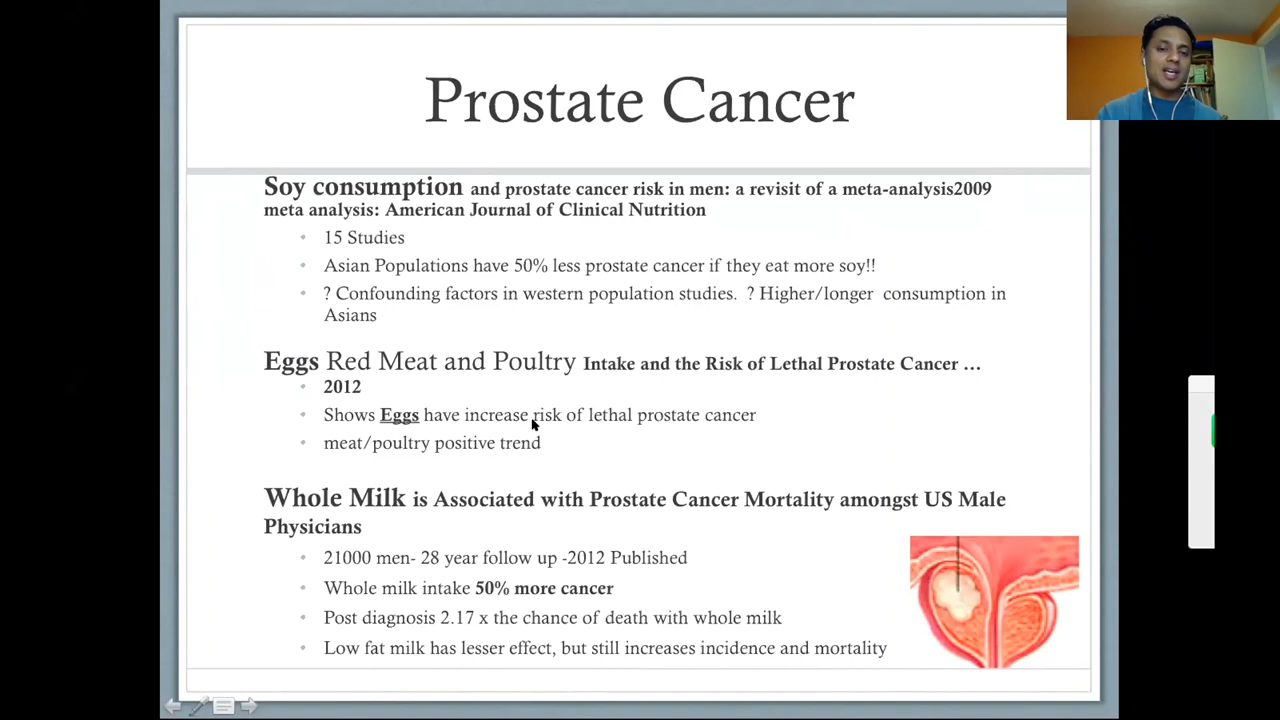 Prostate Cancer
Soy consumption and prostate cancer risk in men: a revisit of a meta-analysis2009
meta analysis: American Journal of Clinical Nutrition
15 Studies
Asian Populations have 50% less prostate cancer if they eat more soy!!
? Confounding factors in western population studies. ? Higher/longer consumption in
Asians
Eggs Red Meat and Poultry Intake and the Risk of Lethal Prostate Cancer ...
2012
Shows Eggs have increase risk of lethal prostate cancer
meat/poultry positive trend
Whole Milk is Associated with Prostate Cancer Mortality amongst US Male
Physicians
21000 men- 28 year follow up -2012 Published
Whole milk intake 50% more cancer
Post diagnosis 2.17 x the chance of death with whole milk
Low fat milk has lesser effect, but still increases incidence and mortality